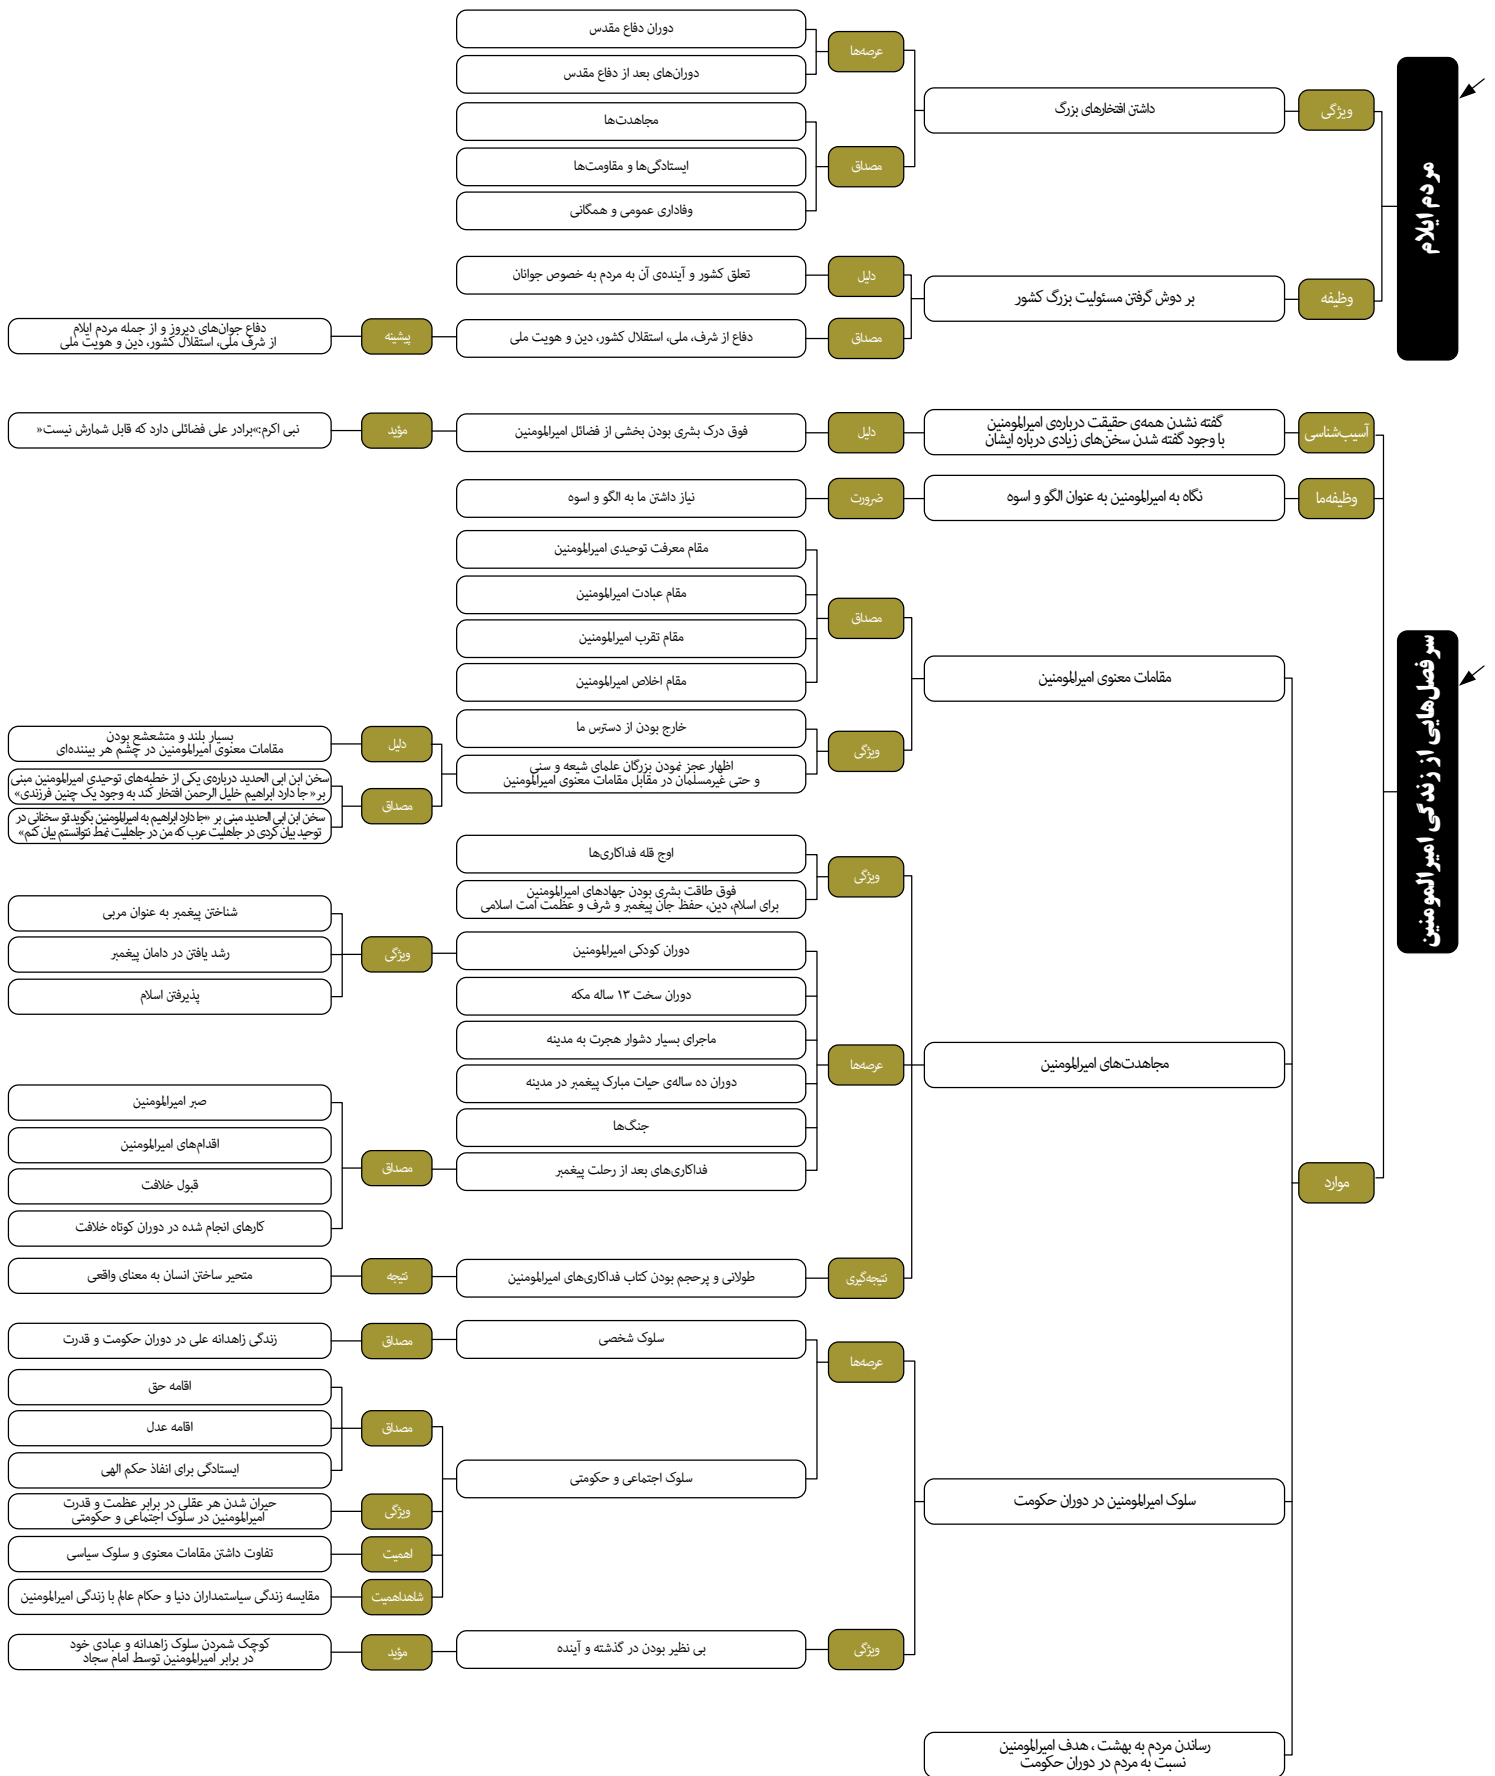 مردم ایلام
ویژگی
داشتن افتخارهای بزرگ
عرصه‌ها
دوران دفاع مقدس
دوران‌های بعد از دفاع مقدس
مصداق
مجاهدت‌ها
ایستادگی‌ها و مقاومت‌ها
وفاداری عمومی و همگانی
وظیفه
بر دوش گرفتن مسئولیت بزرگ کشور
دلیل
تعلق کشور و آینده‌ی آن به مردم به خصوص جوانان
مصداق
دفاع از شرف، ملی، استقلال کشور، دین و هویت ملی
پیشینه
دفاع جوان‌های دیروز و از جمله مردم ایلام
از شرف ملی، استقلال کشور، دین و هویت ملی
سرفصل‌هایی از زندگی امیرالمومنین
آسیب‌شناسی
گفته نشدن همه‌ی حقیقت درباره‌ی امیرالمومنین
با وجود گفته شدن سخن‌های زیادی درباره ایشان
دلیل
فوق درک بشری بودن بخشی از فضائل امیرالمومنین
مؤید
نبی اکرم:»برادر علی فضائلی دارد که قابل شمارش نیست«
وظیفه‌ما
نگاه به امیرالمومنین به عنوان الگو و اسوه
ضرورت
نیاز داشتن ما به الگو و اسوه
موارد
مقامات معنوی امیرالمومنین
مصداق
مقام معرفت توحیدی امیرالمومنین
مقام عبادت امیرالمومنین
مقام تقرب امیرالمومنین
مقام اخلاص امیرالمومنین
ویژگی
خارج بودن از دسترس ما
اظهار عجز نمودن بزرگان علمای شیعه و سنی
و حتی غیرمسلمان در مقابل مقامات معنوی امیرالمومنین
دلیل
بسیار بلند و متشعشع بودن
مقامات معنوی امیرالمومنین در چشم هر بیننده‌ای
مصداق
سخن ابن ابی الحدید درباره‌ی یکی از خطبه‌های توحیدی امیرالمومنین مبنی
بر« جا دارد ابراهیم خلیل الرحمن افتخار کند به وجود یک چنین فرزندی»
سخن ابن ابی الحدید مبنی بر «جا دارد ابراهیم به امیرالمومنین بگوید:تو سخنانی در
توحید بیان کردی در جاهلیت عرب که من در جاهلیت نمط نتوانستم بیان کنم»
مجاهدت‌های امیرالمومنین
ویژگی
اوج قله فداکاری‌ها
فوق طاقت بشری بودن جهادهای امیرالمومنین
برای اسلام، دین، حفظ جان پیغمبر و شرف و عظمت امت اسلامی
عرصه‌ها
دوران کودکی امیرالمومنین
ویژگی
شناختن پیغمبر به عنوان مربی
رشد یافتن در دامان پیغمبر
پذیرفتن اسلام
دوران سخت ۱۳ ساله مکه
ماجرای بسیار دشوار هجرت به مدینه
دوران ده ساله‌ی حیات مبارک پیغمبر در مدینه
جنگ‌ها
فداکاری‌های بعد از رحلت پیغمبر
مصداق
صبر امیرالمومنین
اقدام‌های امیرالمومنین
قبول خلافت
کارهای انجام شده در دوران کوتاه خلافت
نتیجه‌گیری
طولانی و پرحجم بودن کتاب فداکاری‌های امیرالمومنین
نتیجه
متحیر ساختن انسان به معنای واقعی
سلوک امیرالمومنین در دوران حکومت
عرصه‌ها
سلوک شخصی
مصداق
زندگی زاهدانه علی در دوران حکومت و قدرت
سلوک اجتماعی و حکومتی
مصداق
اقامه حق
اقامه عدل
ایستادگی برای انفاذ حکم الهی
ویژگی
حیران شدن هر عقلی در برابر عظمت و قدرت
امیرالمومنین در سلوک اجتماعی و حکومتی
اهمیت
تفاوت داشتن مقامات معنوی و سلوک سیاسی
شاهداهمیت
مقایسه زندگی سیاستمداران دنیا و حکام عالم با زندگی امیرالمومنین
ویژگی
بی نظیر بودن در گذشته و آینده
مؤید
کوچک شمردن سلوک زاهدانه و عبادی خود
در برابر امیرالمومنین توسط امام سجاد
رساندن مردم به بهشت ، هدف امیرالمومنین
نسبت به مردم در دوران حکومت